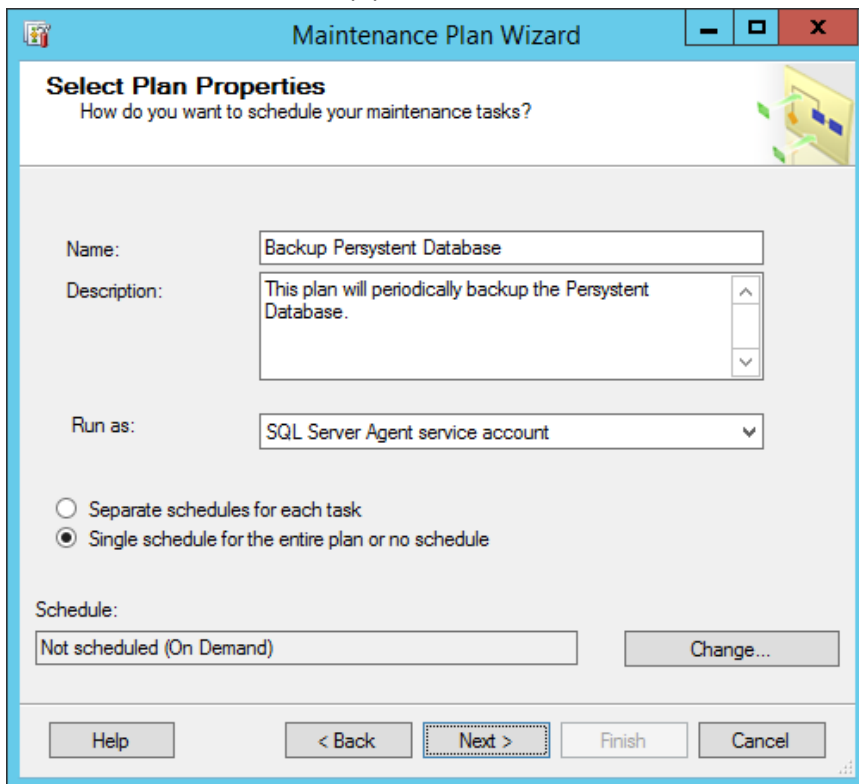 Maintenance Plan Wizard
Select Plan Properties
How do you want to schedule your maintenance tasks?
Name:
Backup Persystent Database
Description:
This plan will periodically backup the Persystent
Database.
Run as:
SQL Server Agent service account
Separate schedules for each task
Single schedule for the entire plan or no schedule
Schedule:
Not scheduled (On Demand)
Change...
Help
< Back
Next >
Finish
Cancel